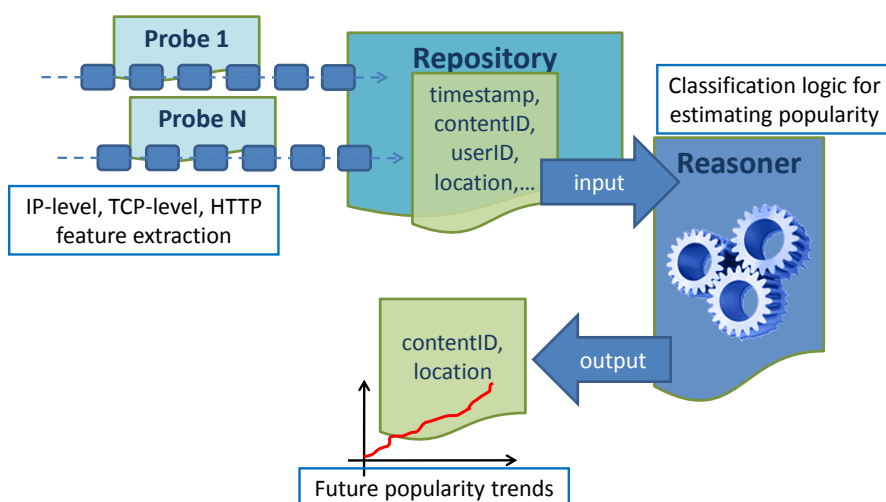 Probe 1
Probe N
IP-level, TCP-level, HTTP
feature extraction
Repository
timestamp,
contentID,
userID,
location,...
input
Classification logic for
estimating popularity
Reasoner
output
contentID,
location
Future popularity trends